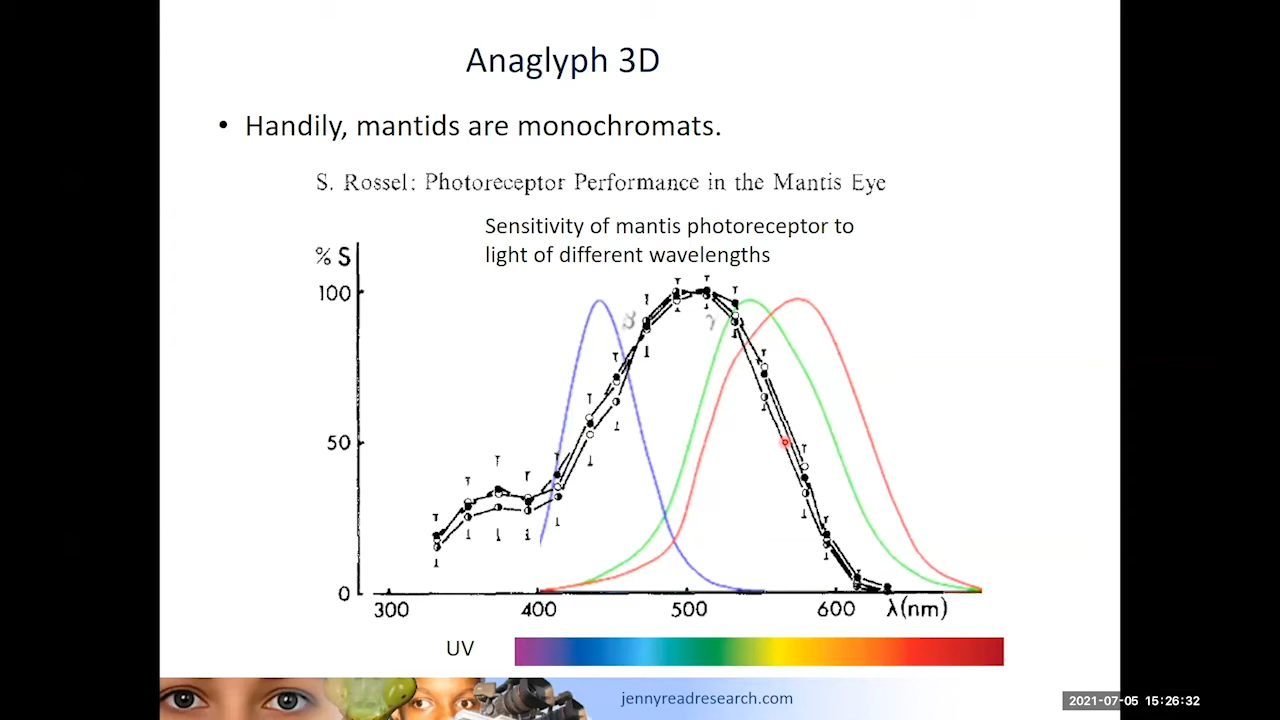 Anaglyph 3D
• Handily, mantids are monochromats.
S. Rossel: Photoreceptor Performance in the Mantis Eye
Sensitivity of mantis photoreceptor to
light of different wavelengths
% S
100
50
0
α
γ
300 400 500 600 λ(nm)
UV
jennyreadresearch.com
2021-07-05 15:26:32